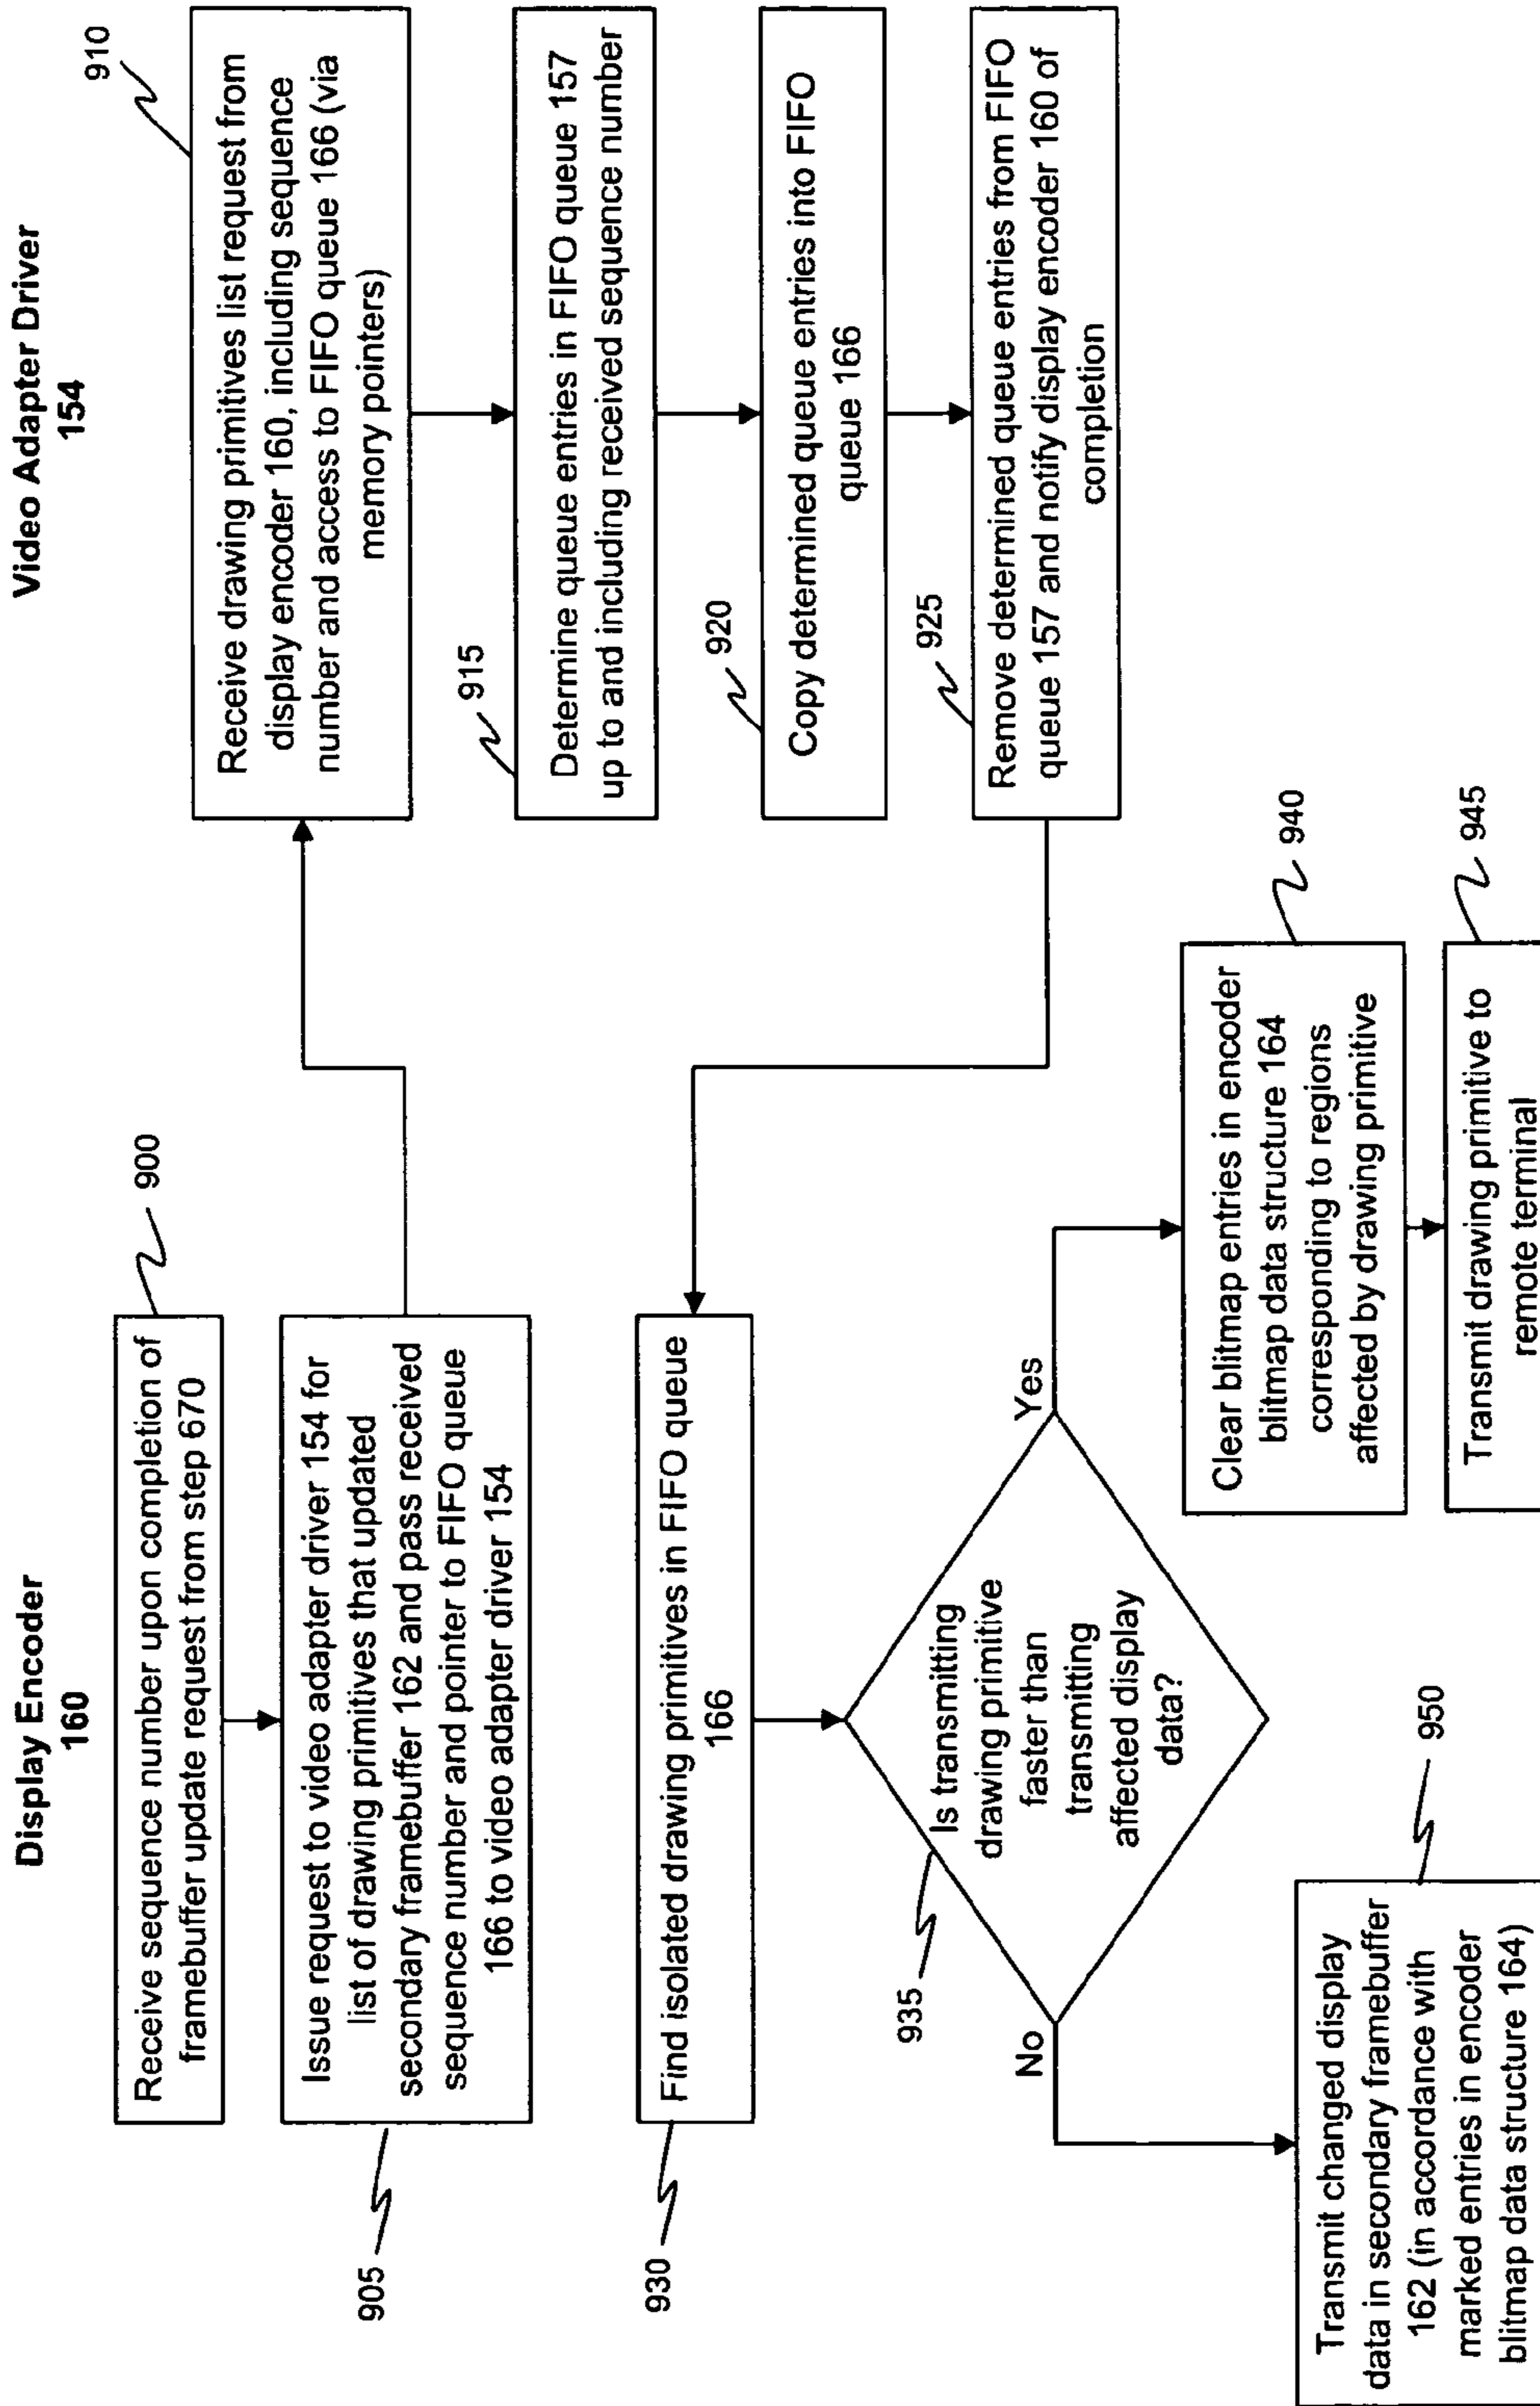 Display Encoder
160
Video Adapter Driver
154
900
Receive sequence number upon completion of
framebuffer update request from step 670
905
Issue request to video adapter driver 154 for
list of drawing primitives that updated
secondary framebuffer 162 and pass received
sequence number and pointer to FIFO queue
166 to video adapter driver 154
910
Receive drawing primitives list request from
display encoder 160, including sequence
number and access to FIFO queue 166 (via
memory pointers)
915
Determine queue entries in FIFO queue 157
up to and including received sequence number
920
Copy determined queue entries into FIFO
queue 166
925
Remove determined queue entries from FIFO
queue 157 and notify display encoder 160 of
completion
930
Find isolated drawing primitives in FIFO queue
166
935
Is transmitting
drawing primitive
faster than
transmitting
affected display
data?
Yes
No
940
Clear blitmap entries in encoder
blitmap data structure 164
corresponding to regions
affected by drawing primitive
945
Transmit drawing primitive to
remote terminal
950
Transmit changed display
data in secondary framebuffer
162 (in accordance with
marked entries in encoder
blitmap data structure 164)